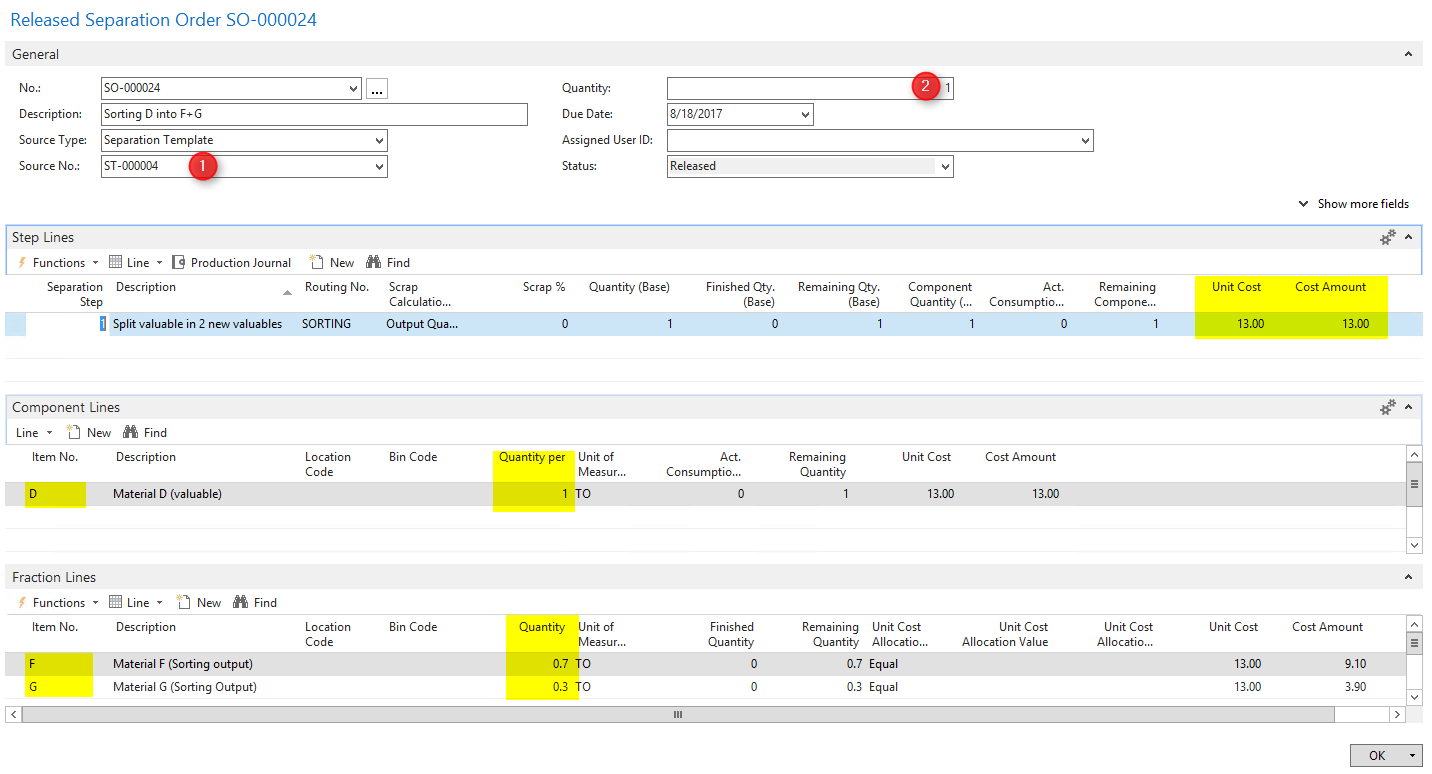 Released Separation Order SO-000024
General
No.: SO-000024 ...
Description: Sorting D into F+G
Source Type: Separation Template
Source No.: ST-000004 1
Quantity: 2 1
Due Date: 8/18/2017
Assigned User ID:
Status: Released
Show more fields
Step Lines
Functions Line Production Journal New Find
Separation Description Routing No. Scrap Scrap % Quantity (Base) Finished Qty. Remaining Qty. Component Act. Remaining Unit Cost Cost Amount
Step Calculatio... (Base) (Base) Quantity (... Consumptio... Compone...
1 Split valuable in 2 new valuables SORTING Output Qua... 0 1 0 1 1 0 1 13.00 13.00
Component Lines
Line New Find
Item No. Description Location Bin Code Quantity per Unit of Act. Remaining Unit Cost Cost Amount
Code Measur... Consumptio... Quantity
D Material D (valuable) 1 TO 0 1 13.00 13.00
Fraction Lines
Functions Line New Find
Item No. Description Location Bin Code Quantity Unit of Finished Remaining Unit Cost Unit Cost Unit Cost Unit Cost Cost Amount
Code Measur... Quantity Quantity Allocatio... Allocation Value Allocatio...
F Material F (Sorting output) 0.7 TO 0 0.7 Equal 13.00 9.10
G Material G (Sorting Output) 0.3 TO 0 0.3 Equal 13.00 3.90
OK